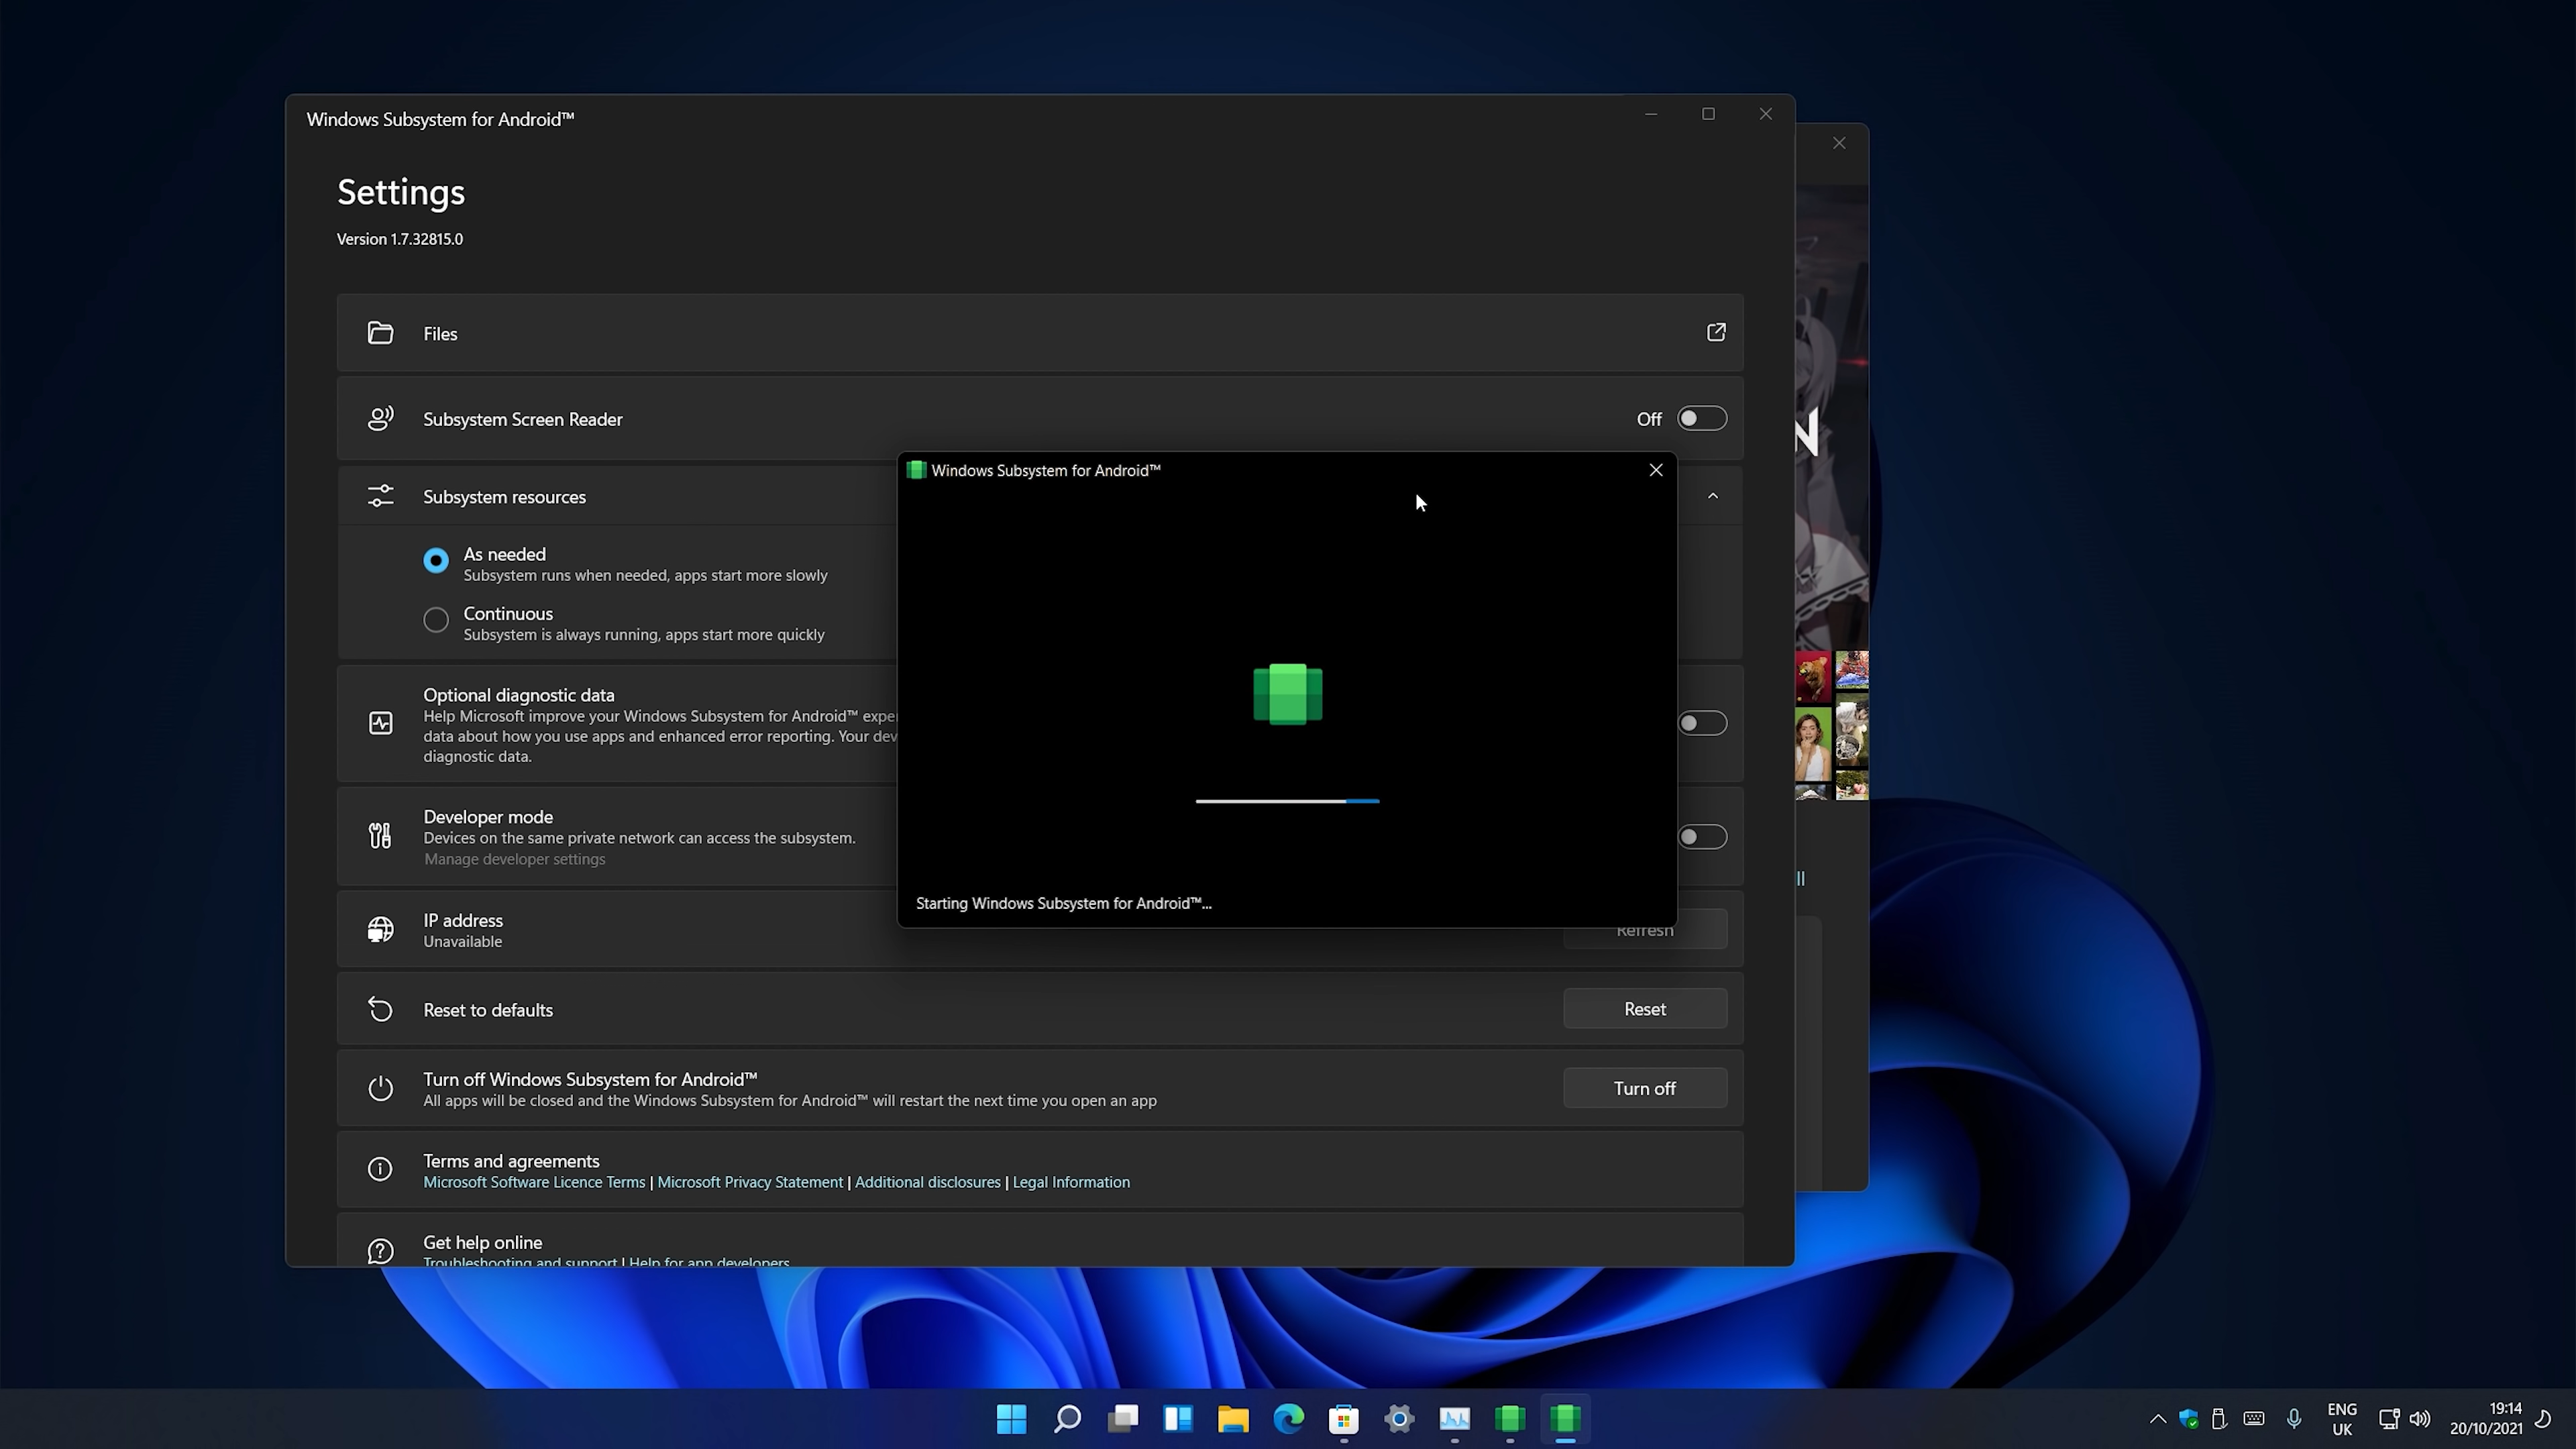 Windows Subsystem for Android™
Settings
Version 1.7.32815.0
Files
Subsystem Screen Reader
Off
Subsystem resources
As needed
Subsystem runs when needed, apps start more slowly
Continuous
Subsystem is always running, apps start more quickly
Optional diagnostic data
Help Microsoft improve your Windows Subsystem for Android™
data about how you use apps and enhanced error reporting. Your
diagnostic data.
Developer mode
Devices on the same private network can access the subsystem.
Manage developer settings
IP address
Unavailable
Refresh
Reset to defaults
Reset
Turn off Windows Subsystem for Android™
All apps will be closed and the Windows Subsystem for Android™ will restart the next time you open an app
Turn off
Terms and agreements
Microsoft Software Licence Terms | Microsoft Privacy Statement | Additional disclosures | Legal Information
Get help online
Troubleshooting and support | Help for app developers
Windows Subsystem for Android™
Starting Windows Subsystem for Android™...
N
ENG
UK
19:14
20/10/2021